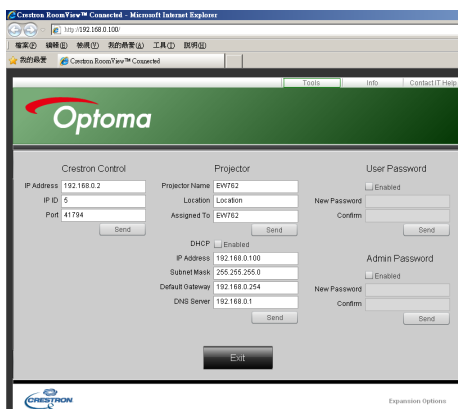 Crestron RoomView™ Connected - Microsoft Internet Explorer
http://192.168.0.100/
檔案(F) 編輯(E) 檢視(V) 我的最愛(A) 工具(T) 說明(H)
我的最愛 Crestron RoomView™ Connected
Tools Info Contact IT Help
Optoma
Crestron Control
IP Address 192.168.0.2
IP ID 5
Port 41794
Send
Projector
Projector Name EW762
Location Location
Assigned To EW762
Send
DHCP Enabled
IP Address 192.168.0.100
Subnet Mask 255.255.255.0
Default Gateway 192.168.0.254
DNS Server 192.168.0.1
Send
User Password
Enabled
New Password
Confirm
Send
Admin Password
Enabled
New Password
Confirm
Send
Exit
CRESTRON
Expansion Options